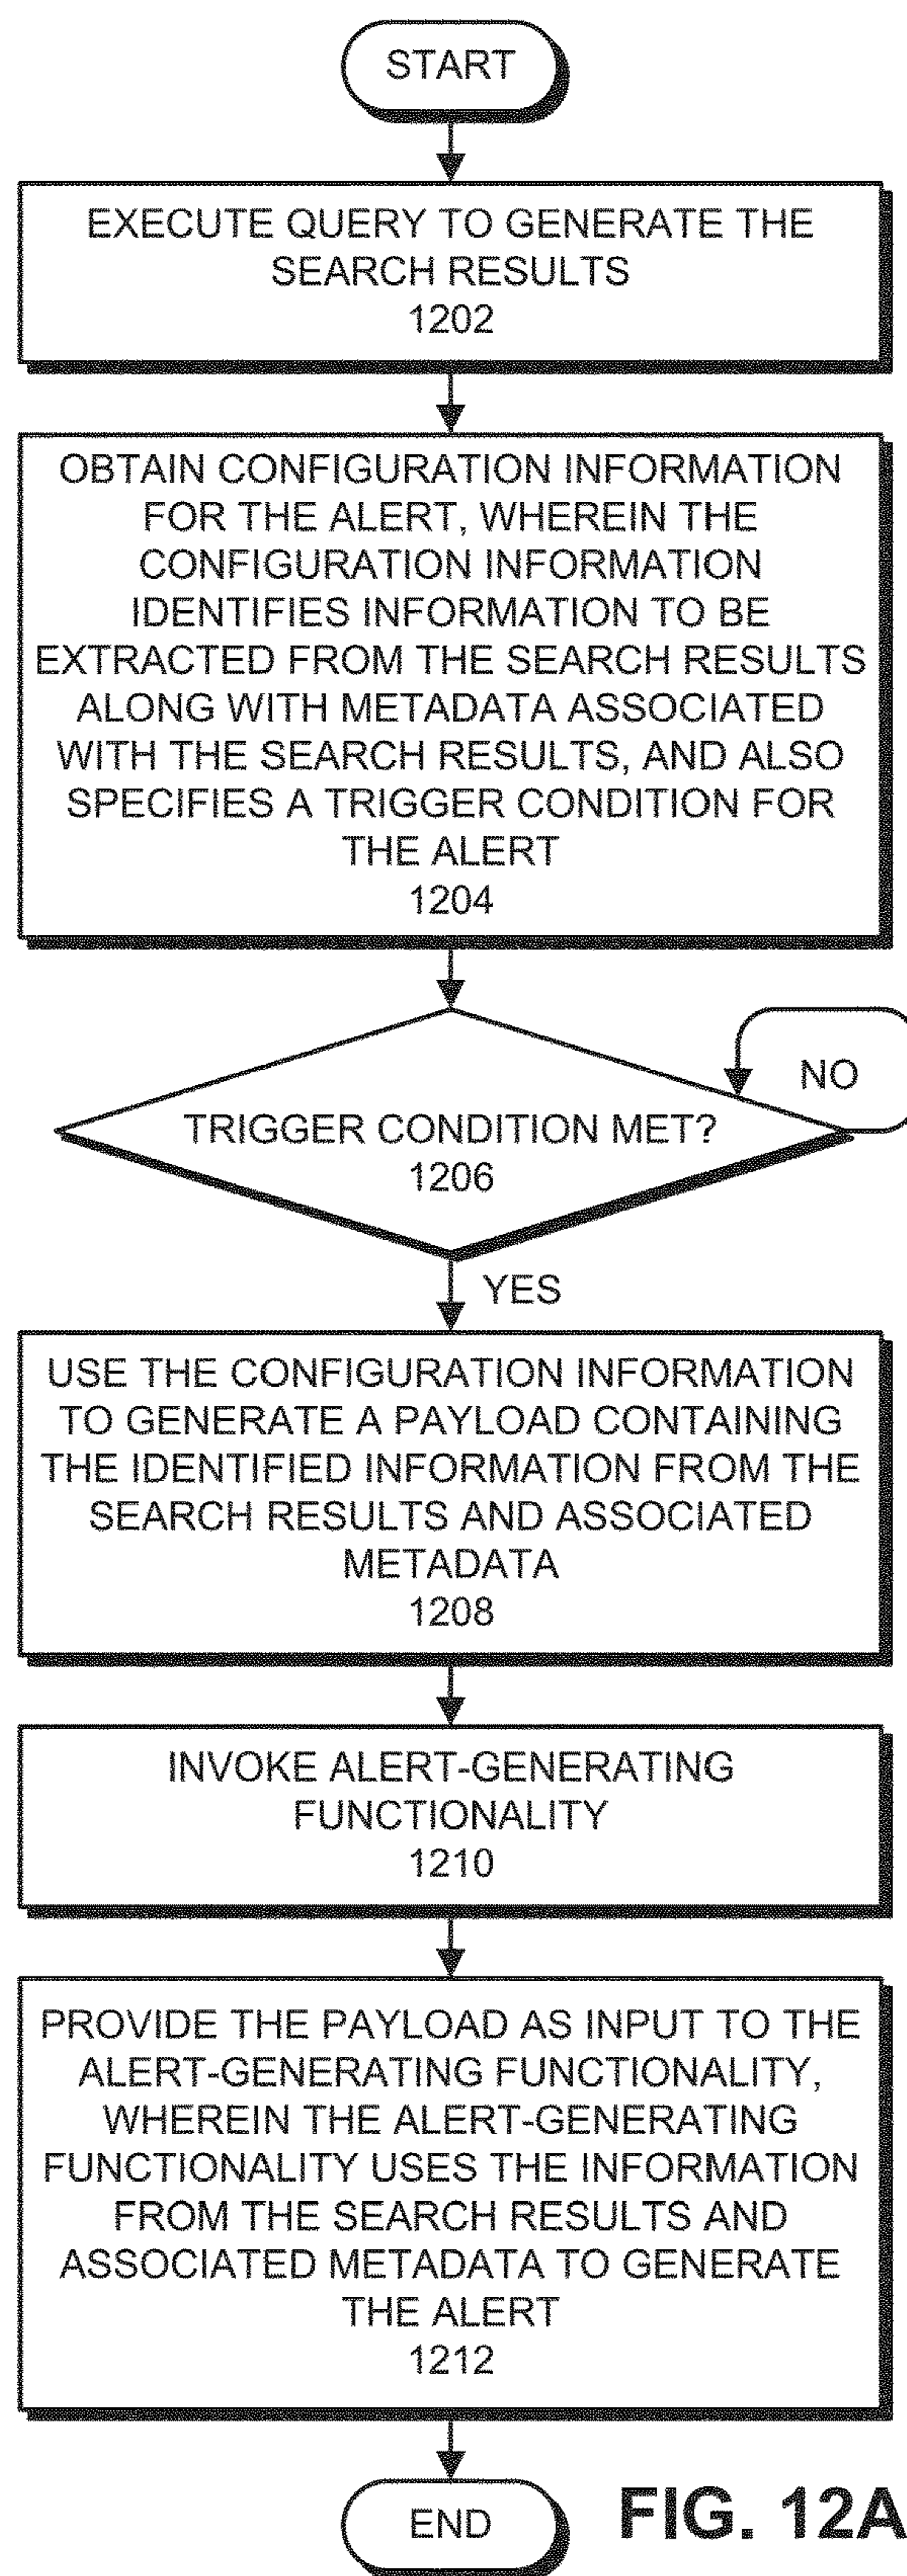 START
EXECUTE QUERY TO GENERATE THE
SEARCH RESULTS
1202
OBTAIN CONFIGURATION INFORMATION
FOR THE ALERT, WHEREIN THE
CONFIGURATION INFORMATION
IDENTIFIES INFORMATION TO BE
EXTRACTED FROM THE SEARCH RESULTS
ALONG WITH METADATA ASSOCIATED
WITH THE SEARCH RESULTS, AND ALSO
SPECIFIES A TRIGGER CONDITION FOR
THE ALERT
1204
NO
TRIGGER CONDITION MET?
1206
YES
USE THE CONFIGURATION INFORMATION
TO GENERATE A PAYLOAD CONTAINING
THE IDENTIFIED INFORMATION FROM THE
SEARCH RESULTS AND ASSOCIATED
METADATA
1208
INVOKE ALERT-GENERATING
FUNCTIONALITY
1210
PROVIDE THE PAYLOAD AS INPUT TO THE
ALERT-GENERATING FUNCTIONALITY,
WHEREIN THE ALERT-GENERATING
FUNCTIONALITY USES THE INFORMATION
FROM THE SEARCH RESULTS AND
ASSOCIATED METADATA TO GENERATE
THE ALERT
1212
END
FIG. 12A